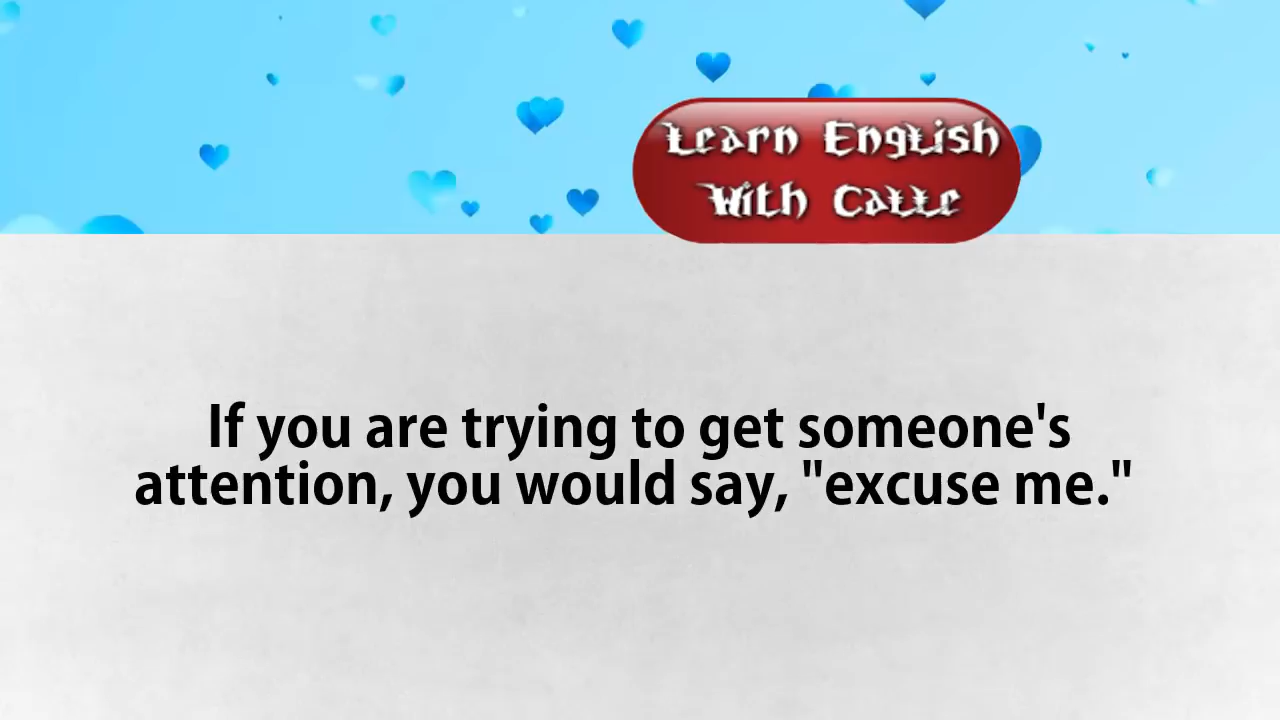 Learn English
With Catte
If you are trying to get someone's
attention, you would say, "excuse me."